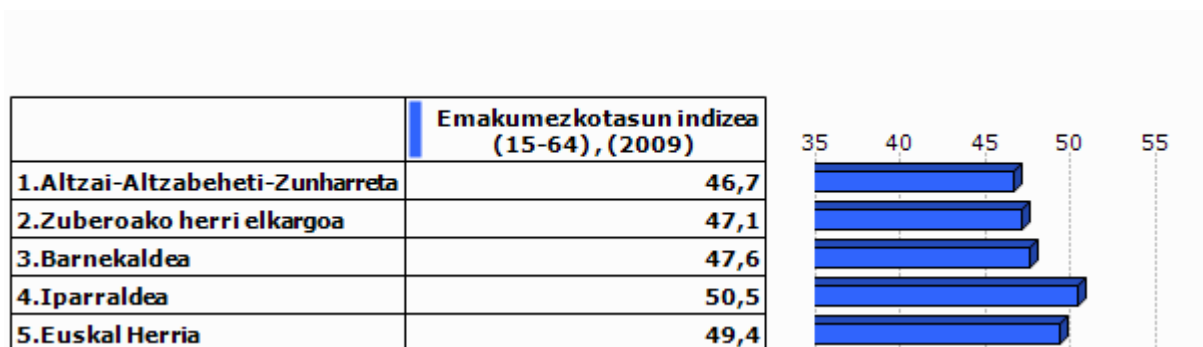 Emakumezkotasun indizea
(15-64), (2009)
35 40 45 50 55
1.Altzai-Altzabeheti-Zunharreta 46,7
2.Zuberoako herri elkargoa 47,1
3.Barnekaldea 47,6
4.Iparraldea 50,5
5.Euskal Herria 49,4